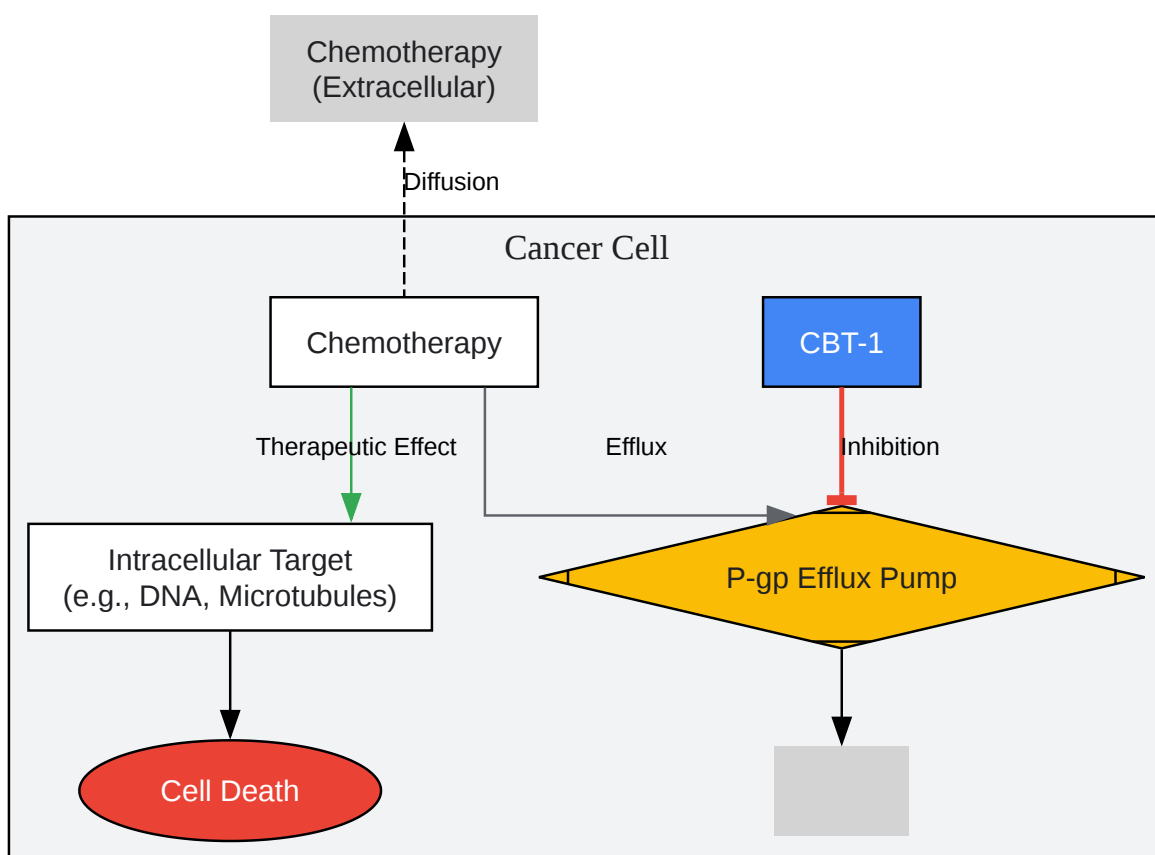 Chemotherapy
(Extracellular)
Diffusion
Cancer Cell
Chemotherapy
CBT-1
Therapeutic Effect
Efflux
Inhibition
Intracellular Target
(e.g., DNA, Microtubules)
P-gp Efflux Pump
Cell Death